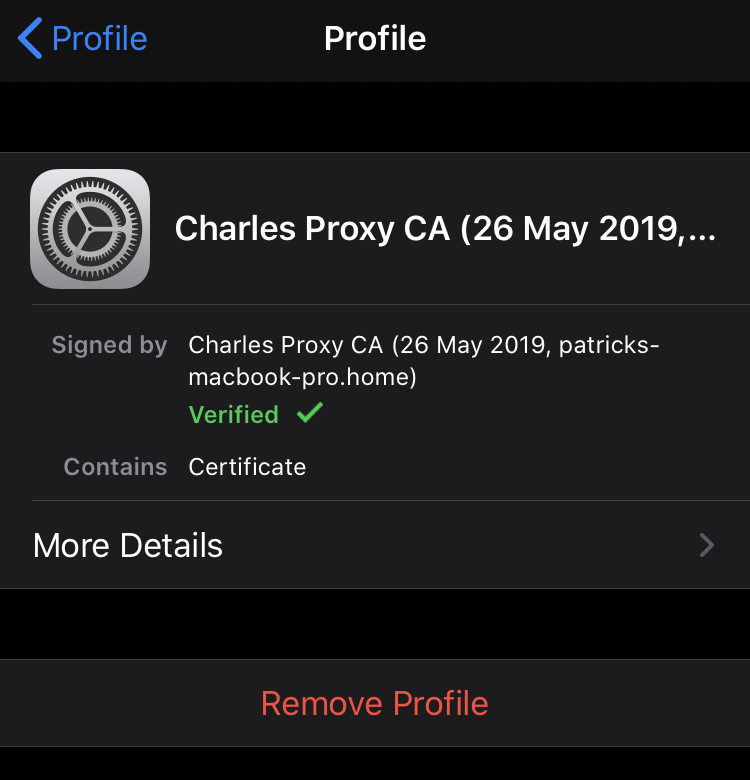 Profile
Profile
Charles Proxy CA (26 May 2019,...
Signed by Charles Proxy CA (26 May 2019, patricks-
macbook-pro.home)
Verified
Contains Certificate
More Details
Remove Profile